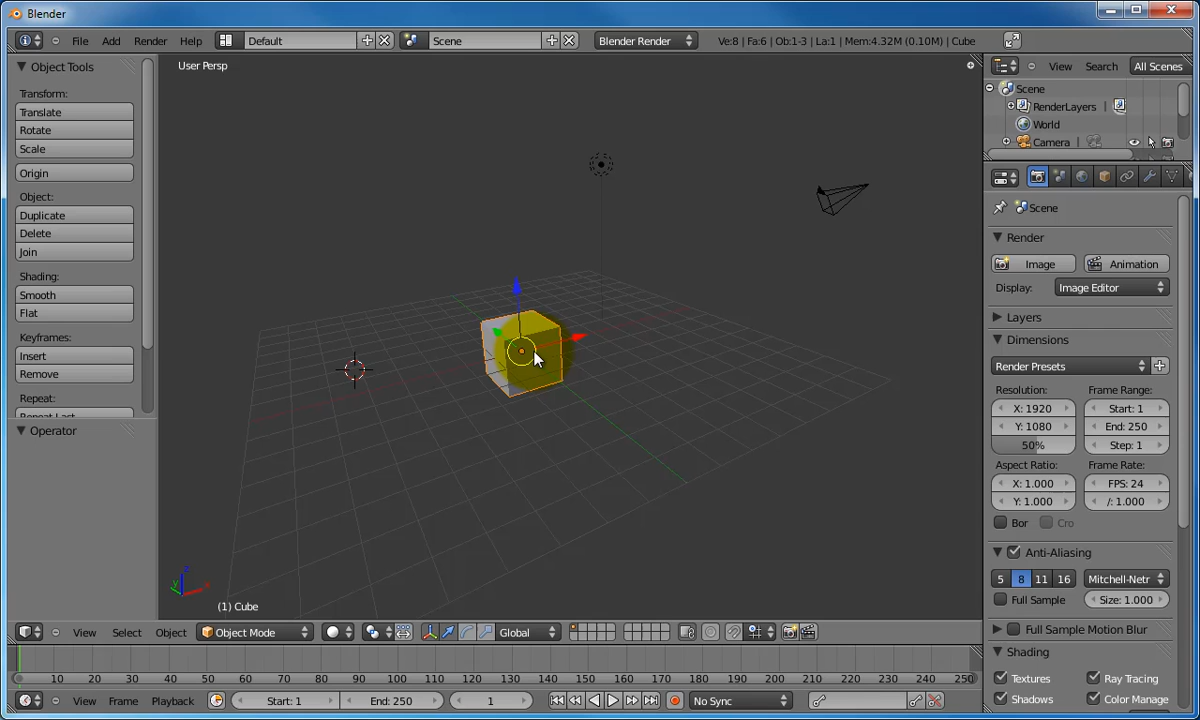 Blender
File Add Render Help Default Scene Blender Render Ve:8 | Fa:6 | Ob:1-3 | La:1 | Mem:4.32M (0.10M) | Cube
Object Tools
Transform:
Translate
Rotate
Scale
Origin
Object:
Duplicate
Delete
Join
Shading:
Smooth
Flat
Keyframes:
Insert
Remove
Repeat:
Repeat Last
Operator
User Persp
z
y
x
(1) Cube
View Select Object Object Mode Global
10 20 30 40 50 60 70 80 90 100 110 120 130 140 150 160 170 180 190 200 210 220 230 240 250
View Frame Playback Start: 1 End: 250 1 No Sync
View Search All Scenes
Scene
RenderLayers |
World
Camera |
Scene
Render
Image Animation
Display: Image Editor
Layers
Dimensions
Render Presets
Resolution: Frame Range:
X: 1920 Start: 1
Y: 1080 End: 250
50% Step: 1
Aspect Ratio: Frame Rate:
X: 1.000 FPS: 24
Y: 1.000 /: 1.000
Bor Cro
Anti-Aliasing
5 8 11 16 Mitchell-Netr
Full Sample Size: 1.000
Full Sample Motion Blur
Shading
Textures Ray Tracing
Shadows Color Manage